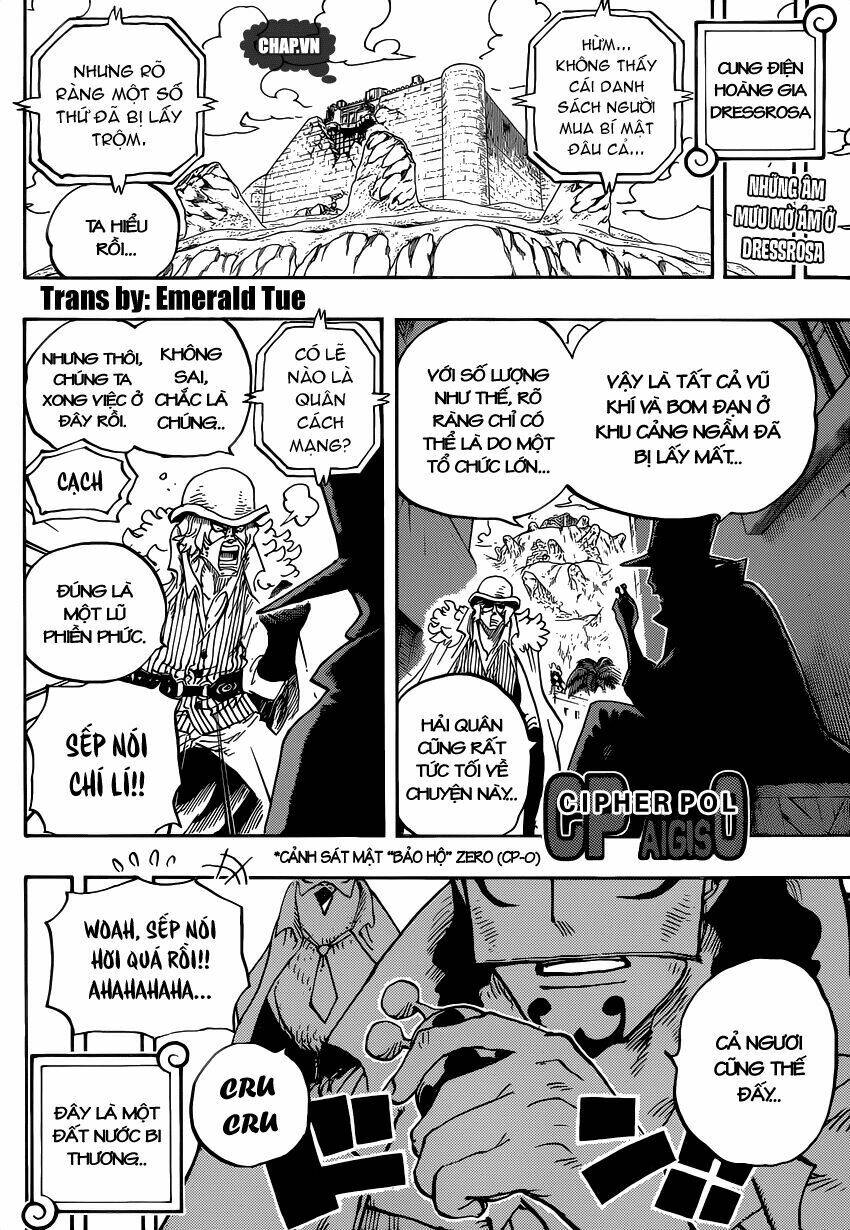 CHAP.VN
CUNG ĐIỆN
HOÀNG GIA
DRESSROSA
NHỮNG ÂM
MƯU MỜ ÁM Ở
DRESSROSA
HỪM...
KHÔNG THẤY
CÁI DANH
SÁCH NGƯỜI
MUA BÍ MẬT
ĐÂU CẢ...
NHƯNG RÕ
RÀNG MỘT SỐ
THỨ ĐÃ BỊ LẤY
TRỘM.
TA HIỂU
RỒI...
Trans by: Emerald Tue
VẬY LÀ TẤT CẢ VŨ
KHÍ VÀ BOM ĐẠN Ở
KHU CẢNG NGẦM ĐÃ
BỊ LẤY MẤT...
VỚI SỐ LƯỢNG
NHƯ THẾ, RÕ
RÀNG CHỈ CÓ
THỂ LÀ DO MỘT
TỔ CHỨC LỚN...
HẢI QUÂN
CŨNG RẤT
TỨC TỐI VỀ
CHUYỆN NÀY...
CIPHER POL
CP AIGIS 0
*CẢNH SÁT MẬT "BẢO HỘ" ZERO (CP-0)
CÓ LẼ
NÀO LÀ
QUÂN
CÁCH
MẠNG?
KHÔNG
SAI,
CHẮC LÀ
CHÚNG..
NHƯNG THÔI,
CHÚNG TA
XONG VIỆC Ở
ĐÂY RỒI.
CẠCH
ĐÚNG LÀ
MỘT LŨ
PHIỀN PHỨC.
SẾP NÓI
CHÍ LÍ!!
CẢ NGƯƠI
CŨNG THẾ
ĐẤY...
WOAH, SẾP NÓI
HƠI QUÁ RỒI!!
AHAHAHAHA...
CRU
CRU
ĐÂY LÀ MỘT
ĐẤT NƯỚC BI
THƯƠNG..